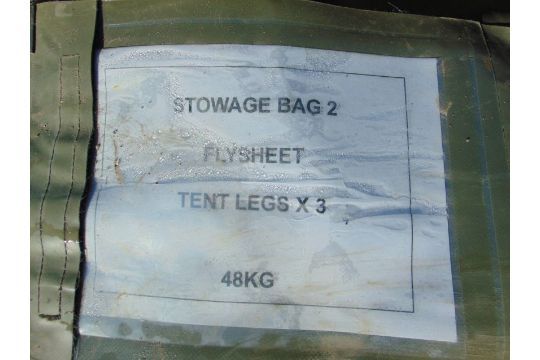 STOWAGE BAG 2
FLYSHEET
TENT LEGS X 3
48KG